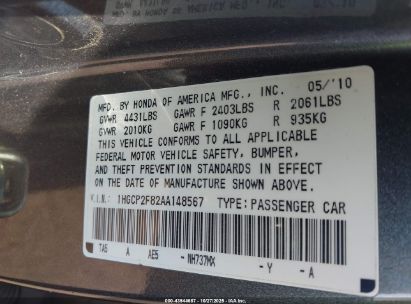 MFD. BY HONDA OF AMERICA MFG., INC. 05/'10
GVWR 4431LBS GAWR F 2403LBS R 2061LBS
GVWR 2010KG GAWR F 1090KG R 935KG
THIS VEHICLE CONFORMS TO ALL APPLICABLE
FEDERAL MOTOR VEHICLE SAFETY, BUMPER,
AND THEFT PREVENTION STANDARDS IN EFFECT
ON THE DATE OF MANUFACTURE SHOWN ABOVE.
V.I.N.: 1HGCP2F82AA148567 TYPE: PASSENGER CAR
TA5 A AE5 NH737MX -Y -A